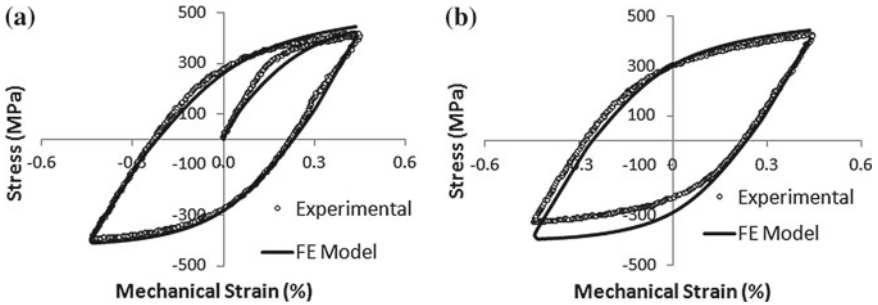 (a)
500
300
100
-0.6
-0.3
0.0
0.3
0.6
-100
-300
-500
Stress (MPa)
Mechanical Strain (%)
Experimental
FE Model
(b)
500
300
100
-0.6
-0.3
0
0.3
0.6
-100
-300
-500
Stress (MPa)
Mechanical Strain (%)
Experimental
FE Model